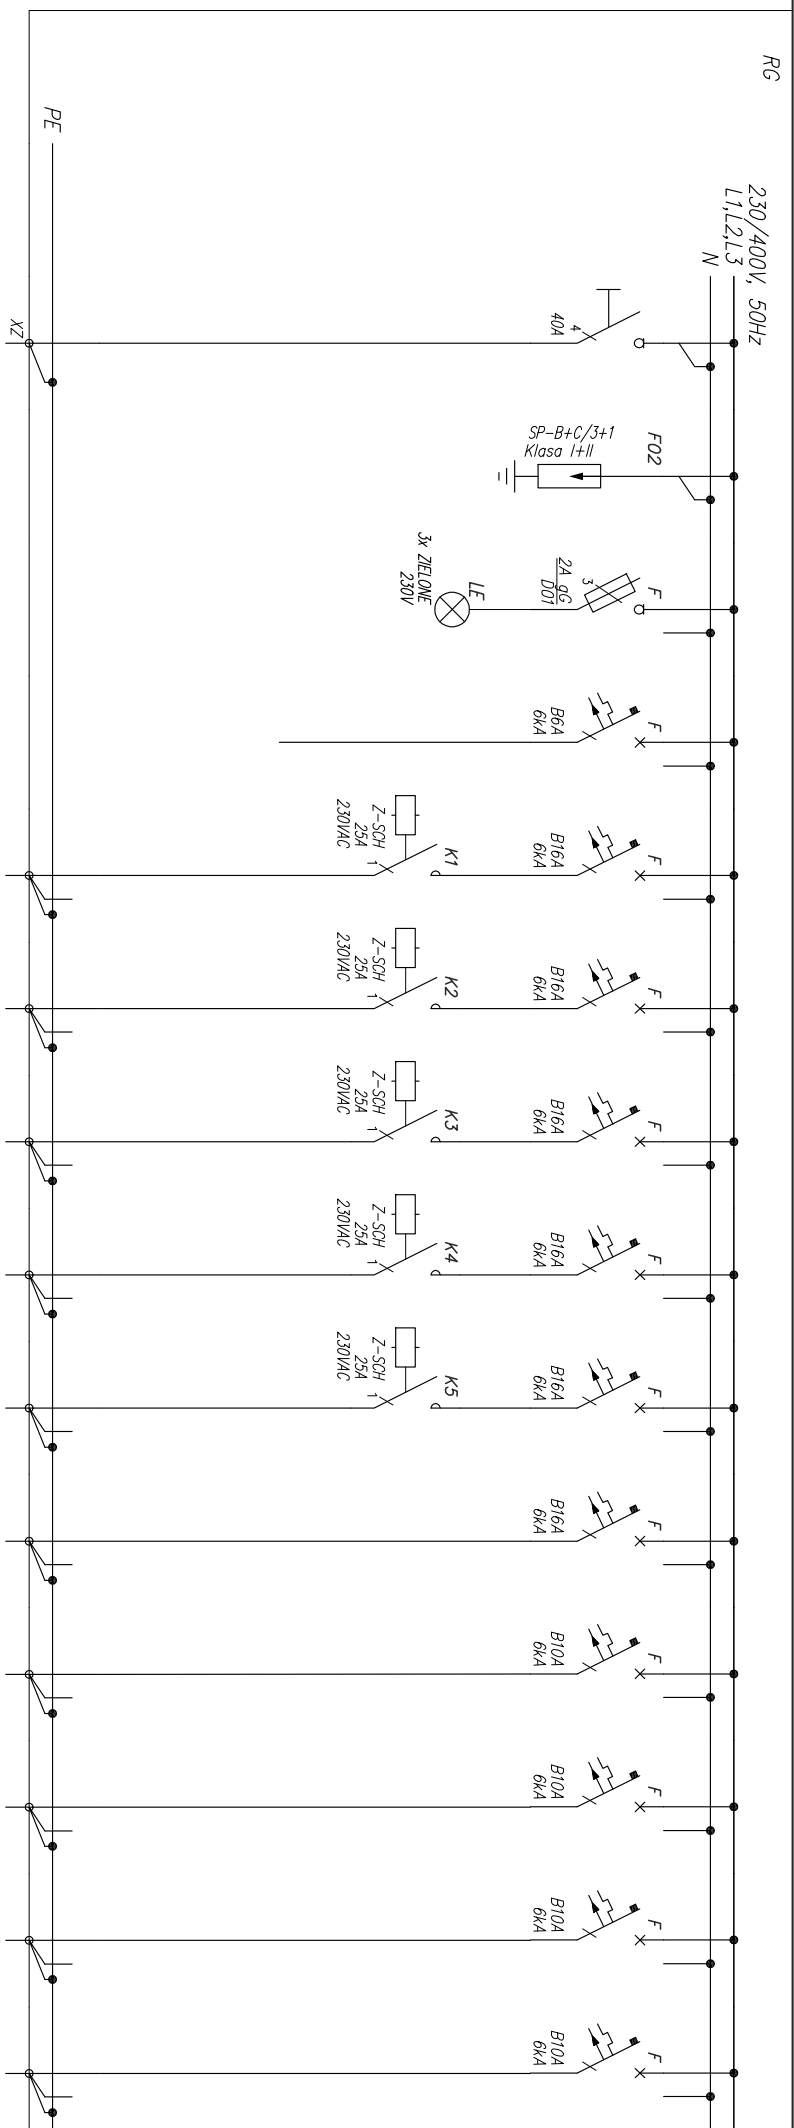 RG
230/400V, 50Hz
L1,L2,L3
N
PE
40A
4
XZ
F02
SP-B+C/3+1
Klasa I+II
F
3
2A gG
D01
LE
3x ZIELONE
230V
F
B6A
6kA
F
B16A
6kA
K1
1
Z-SCH
25A
230VAC
F
B16A
6kA
K2
1
Z-SCH
25A
230VAC
F
B16A
6kA
K3
1
Z-SCH
25A
230VAC
F
B16A
6kA
K4
1
Z-SCH
25A
230VAC
F
B16A
6kA
K5
1
Z-SCH
25A
230VAC
F
B16A
6kA
F
B10A
6kA
F
B10A
6kA
F
B10A
6kA
F
B10A
6kA